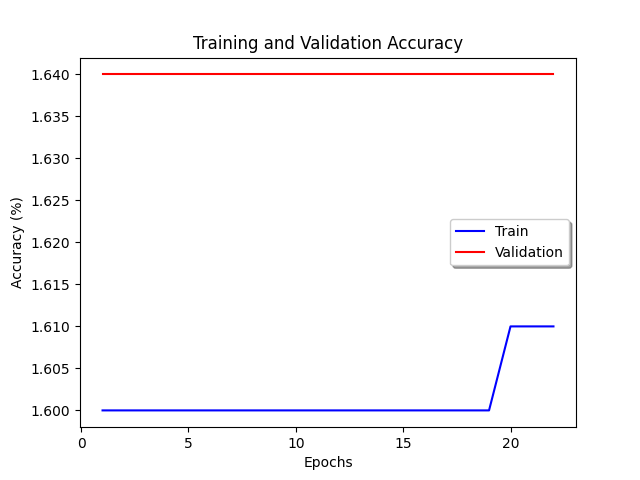 Training and Validation Accuracy
Accuracy (%)
1.640
1.635
1.630
1.625
1.620
1.615
1.610
1.605
1.600
Train
Validation
0 5 10 15 20
Epochs